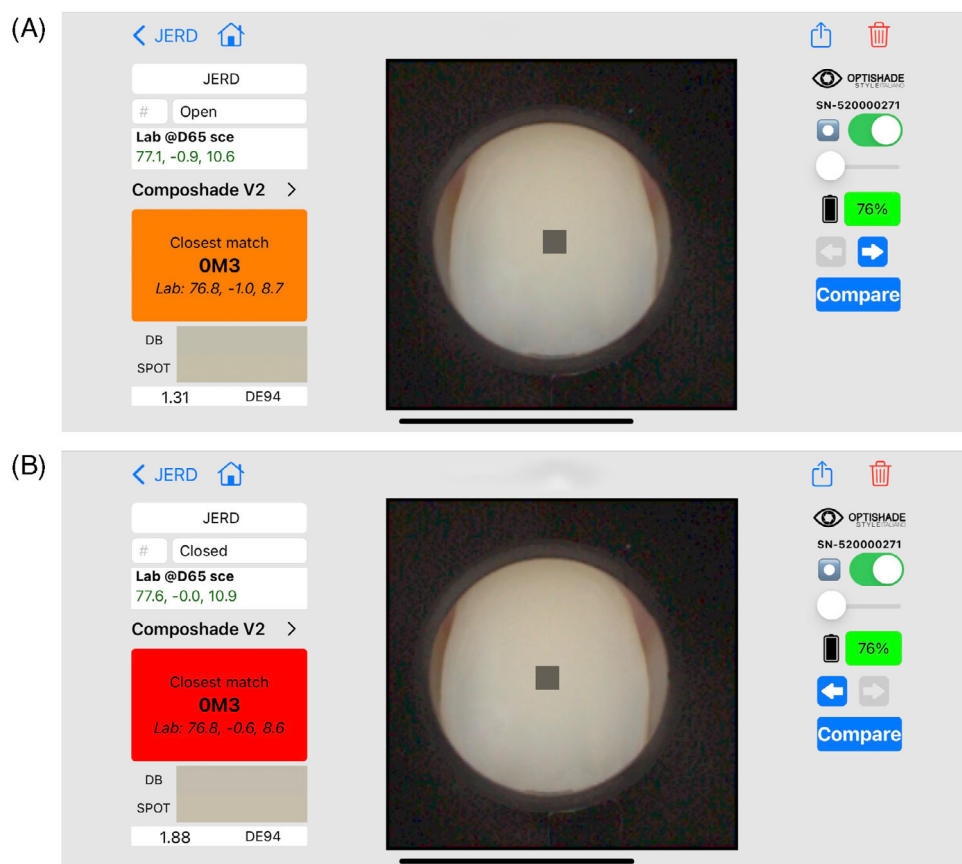 (A)
JERD
JERD
# Open
Lab @D65 sce
77.1, -0.9, 10.6
Composhade V2 >
Closest match
0M3
Lab: 76.8, -1.0, 8.7
DB
SPOT
1.31 DE94
OPTISHADE
STYLEITALIANO
SN-520000271
76%
Compare
(B)
JERD
JERD
# Closed
Lab @D65 sce
77.6, -0.0, 10.9
Composhade V2 >
Closest match
0M3
Lab: 76.8, -0.6, 8.6
DB
SPOT
1.88 DE94
OPTISHADE
STYLEITALIANO
SN-520000271
76%
Compare